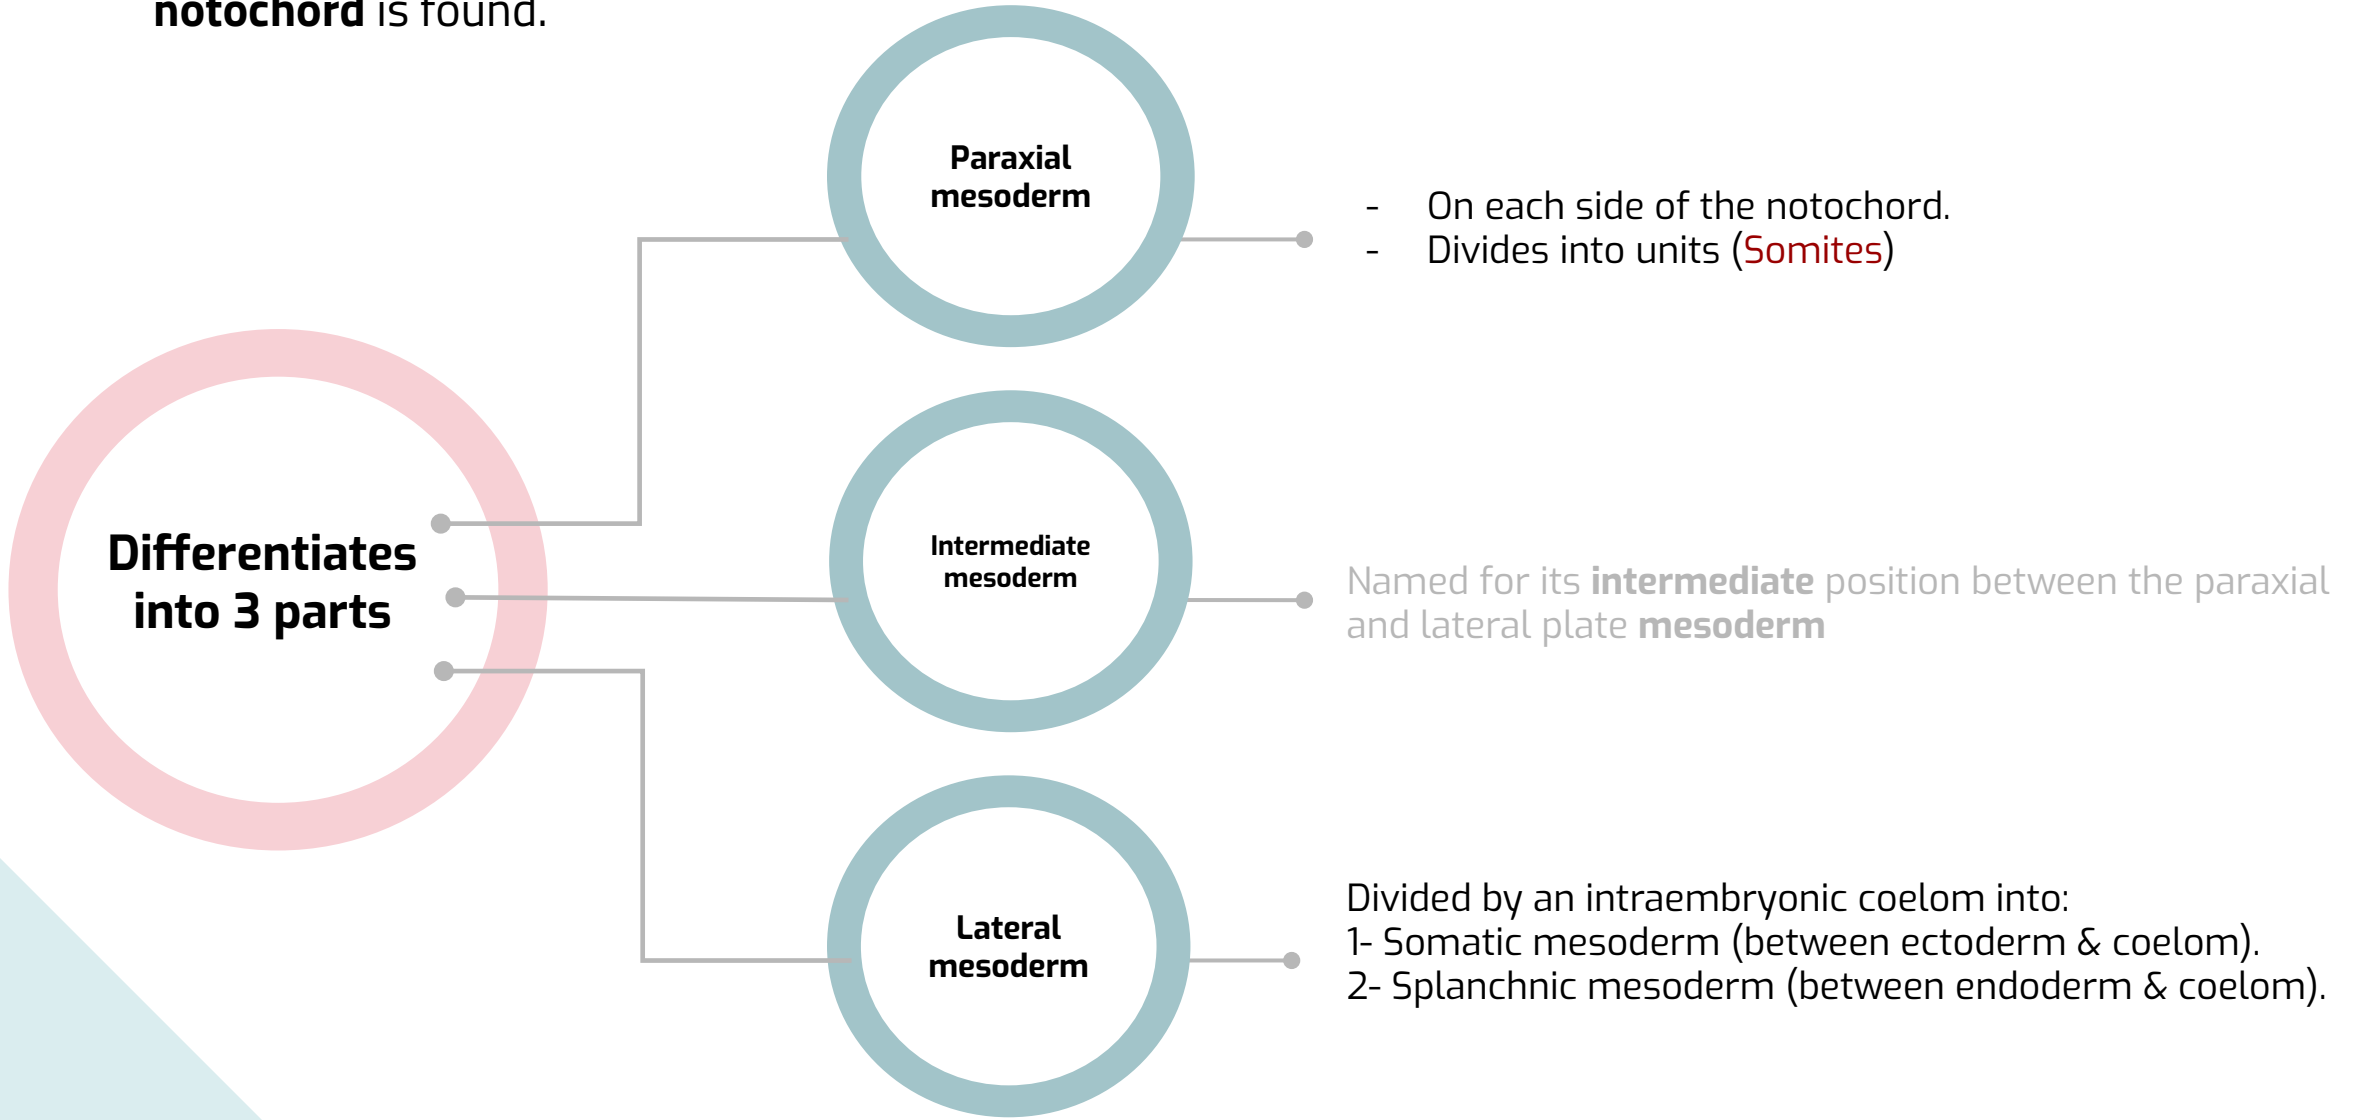 notochord is found.
Paraxial
mesoderm
- On each side of the notochord.
- Divides into units (Somites)
Differentiates
into 3 parts
Intermediate
mesoderm
Named for its intermediate position between the paraxial
and lateral plate mesoderm
Lateral
mesoderm
Divided by an intraembryonic coelom into:
1- Somatic mesoderm (between ectoderm & coelom).
2- Splanchnic mesoderm (between endoderm & coelom).